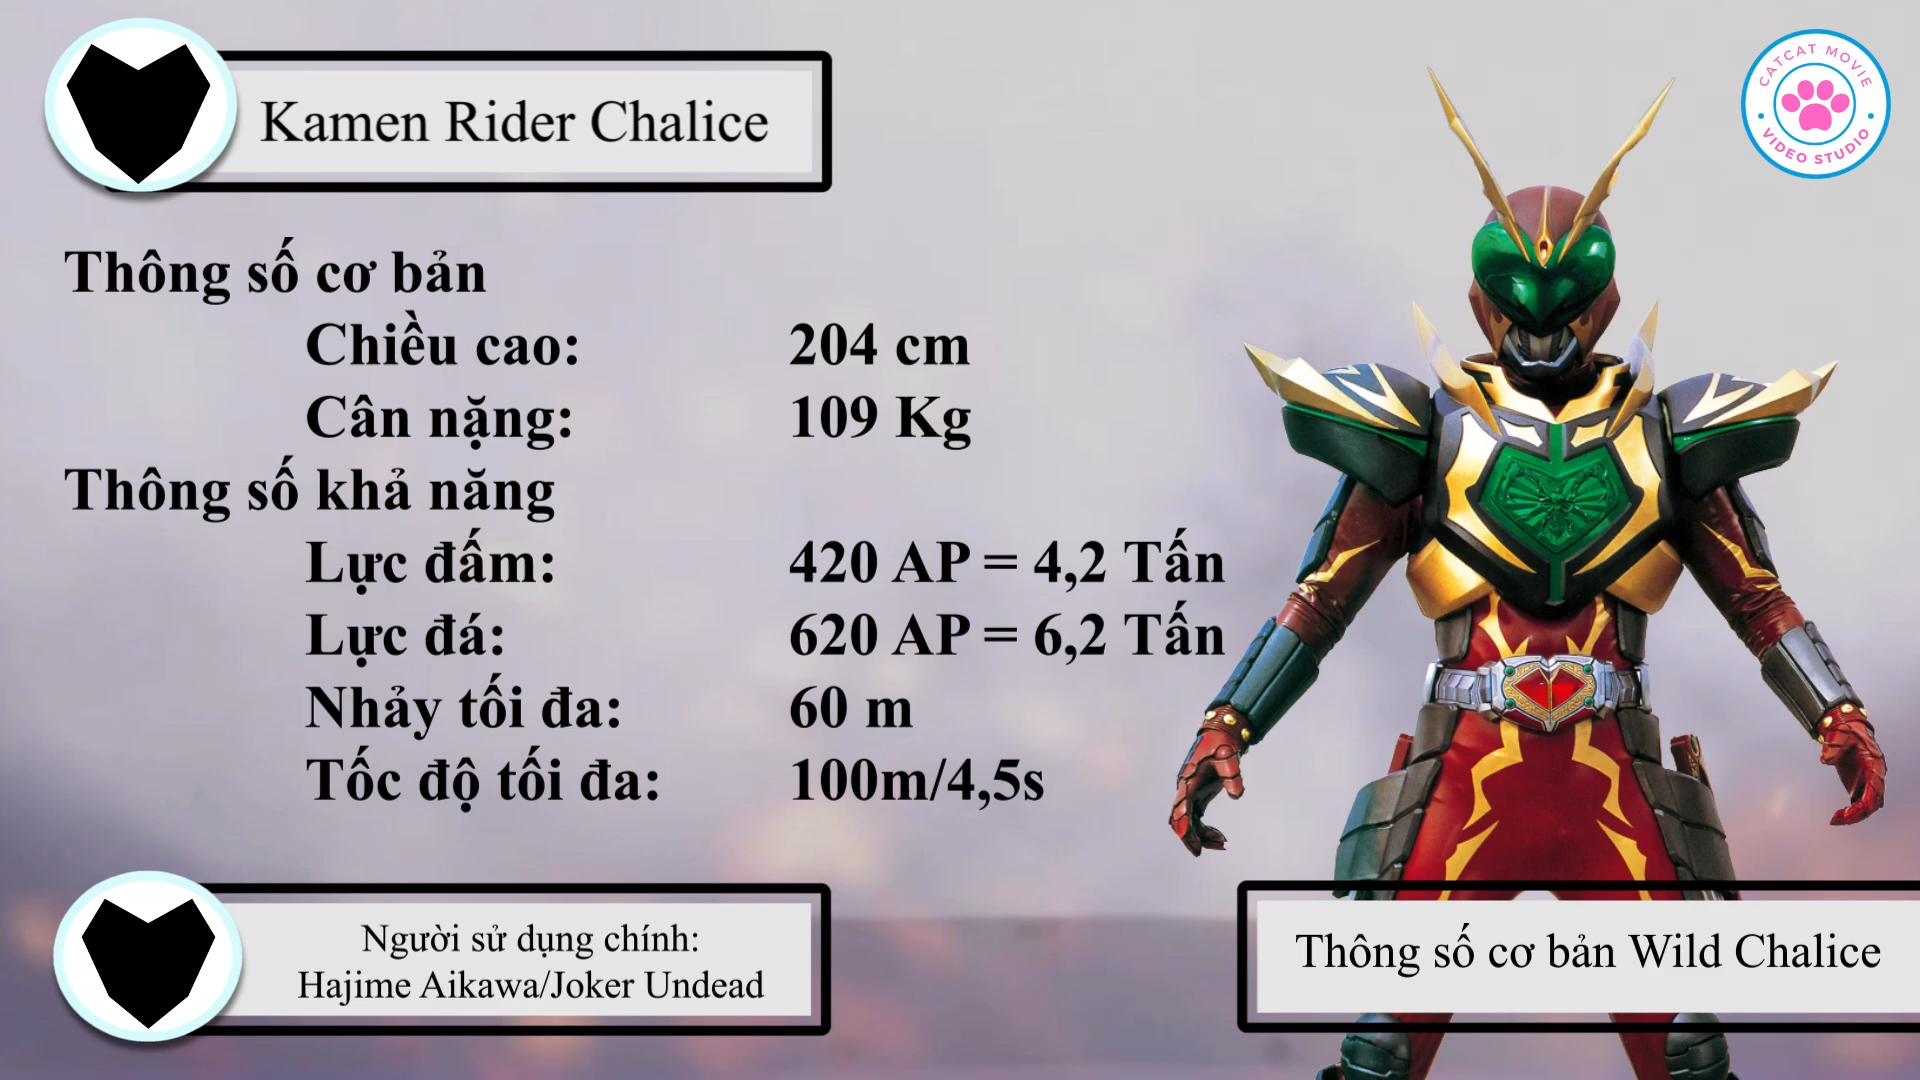 Kamen Rider Chalice
CATCAT MOVIE
VIDEO STUDIO
Thông số cơ bản
Chiều cao: 204 cm
Cân nặng: 109 Kg
Thông số khả năng
Lực đấm: 420 AP = 4,2 Tấn
Lực đá: 620 AP = 6,2 Tấn
Nhảy tối đa: 60 m
Tốc độ tối đa: 100m/4,5s
Người sử dụng chính:
Hajime Aikawa/Joker Undead
Thông số cơ bản Wild Chalice